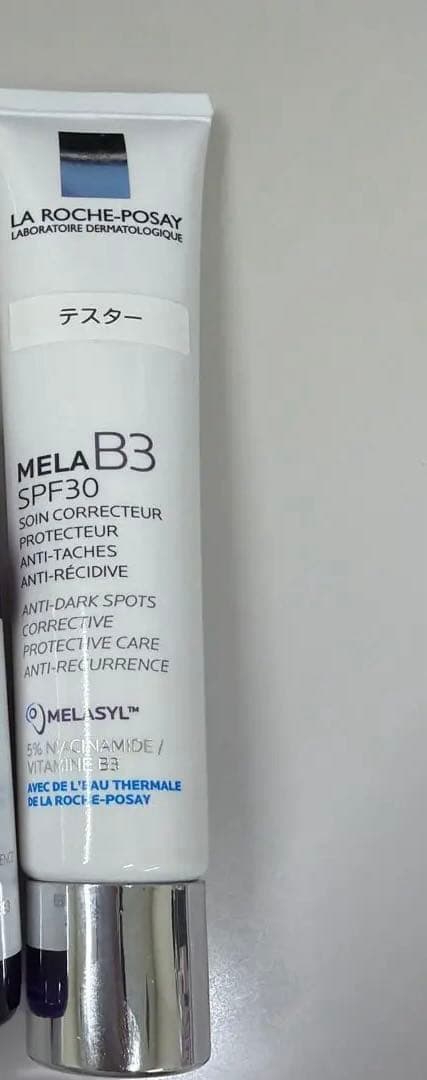 LA ROCHE-POSAY
LABORATOIRE DERMATOLOGIQUE
テスター
MELA B3
SPF30
SOIN CORRECTEUR
PROTECTEUR
ANTI-TACHES
ANTI-RÉCIDIVE
ANTI-DARK SPOTS
CORRECTIVE
PROTECTIVE CARE
ANTI-RECURRENCE
MELASYL™
5% NIACINAMIDE /
VITAMINE B3
AVEC DE L'EAU THERMALE
DE LA ROCHE-POSAY